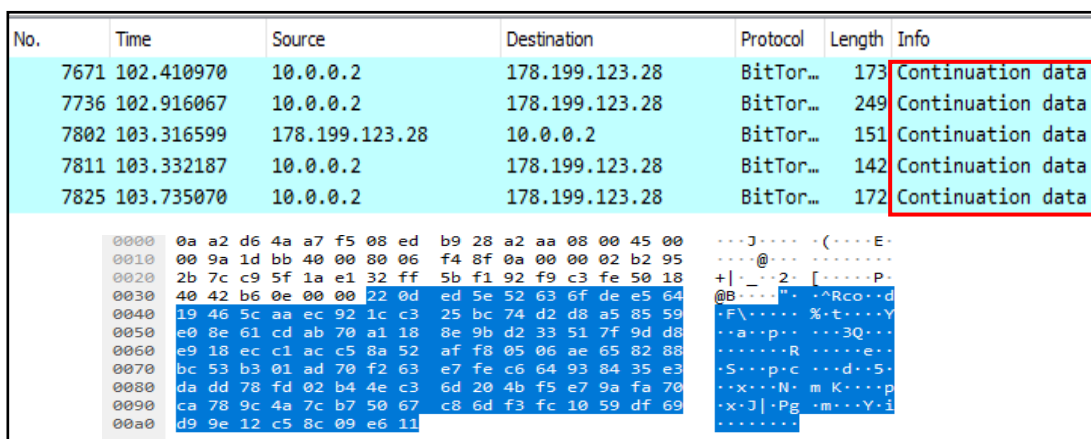 No. Time Source Destination Protocol Length Info
7671 102.410970 10.0.0.2 178.199.123.28 BitTor… 173 Continuation data
7736 102.916067 10.0.0.2 178.199.123.28 BitTor… 249 Continuation data
7802 103.316599 178.199.123.28 10.0.0.2 BitTor… 151 Continuation data
7811 103.332187 10.0.0.2 178.199.123.28 BitTor… 142 Continuation data
7825 103.735070 10.0.0.2 178.199.123.28 BitTor… 172 Continuation data
0000 0a a2 d6 4a a7 f5 08 ed b9 28 a2 aa 08 00 45 00 ···J···· ·(····E·
0010 00 9a 1d bb 40 00 80 06 f4 8f 0a 00 00 02 b2 95 ····@··· ········
0020 2b 7c c9 5f 1a e1 32 ff 5b f1 92 f9 c3 fe 50 18 +|·_··2· [·····P·
0030 40 42 b6 0e 00 00 22 0d ed 5e 52 63 6f de e5 64 @B····"· ·^Rco··d
0040 19 46 5c aa ec 92 1c c3 25 bc 74 d2 d8 a5 85 59 ·F\····· %·t····Y
0050 e0 8e 61 cd ab 70 a1 18 8e 9b d2 33 51 7f 9d d8 ··a··p·· ···3Q···
0060 e9 18 ec c1 ac c5 8a 52 af f8 05 06 ae 65 82 88 ·······R ·····e··
0070 bc 53 b3 01 ad 70 f2 63 e7 fe c6 64 93 84 35 e3 ·S···p·c ···d··5·
0080 da dd 78 fd 02 b4 4e c3 6d 20 4b f5 e7 9a fa 70 ··x···N· m K····p
0090 ca 78 9c 4a 7c b7 50 67 c8 6d f3 fc 10 59 df 69 ·x·J|·Pg ·m···Y·i
00a0 d9 9e 12 c5 8c 09 e6 11 ········